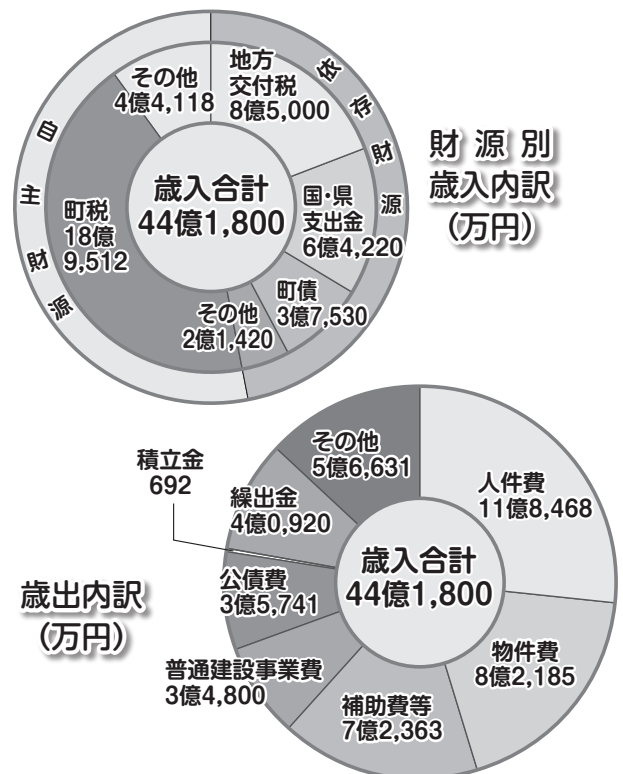 財源別
歳入内訳
(万円)
依存財源
自主財源
地方
交付税
8億5,000
国・県
支出金
6億4,220
町債
3億7,530
その他
2億1,420
町税
18億
9,512
その他
4億4,118
歳入合計
44億1,800
歳出内訳
(万円)
人件費
11億8,468
物件費
8億2,185
補助費等
7億2,363
普通建設事業費
3億4,800
公債費
3億5,741
積立金
692
繰出金
4億0,920
その他
5億6,631
歳入合計
44億1,800